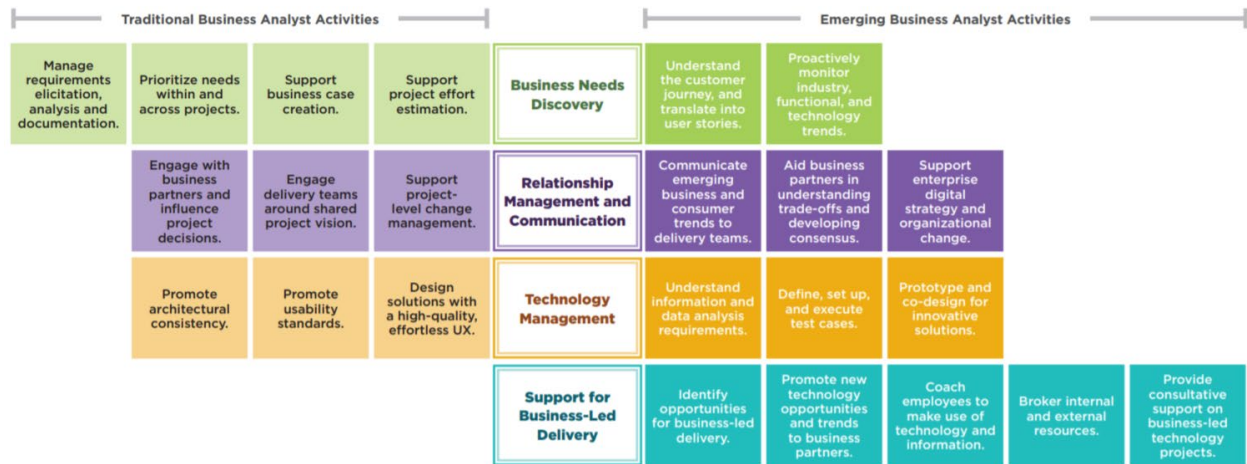 Traditional Business Analyst Activities
Emerging Business Analyst Activities
Manage
requirements
elicitation,
analysis and
documentation.
Prioritize needs
within and
across projects.
Support
business case
creation.
Support
project effort
estimation.
Business Needs
Discovery
Understand
the customer
journey, and
translate into
user stories.
Proactively
monitor
industry,
functional, and
technology
trends.
Engage with
business
partners and
influence
project
decisions.
Engage
delivery teams
around shared
project vision.
Support
project-
level change
management.
Relationship
Management and
Communication
Communicate
emerging
business and
consumer
trends to
delivery teams.
Aid business
partners in
understanding
trade-offs and
developing
consensus.
Support
enterprise
digital
strategy and
organizational
change.
Promote
architectural
consistency.
Promote
usability
standards.
Design
solutions with
a high-quality,
effortless UX.
Technology
Management
Understand
information and
data analysis
requirements.
Define, set up,
and execute
test cases.
Prototype and
co-design for
innovative
solutions.
Support for
Business-Led
Delivery
Identify
opportunities
for business-led
delivery.
Promote new
technology
opportunities
and trends
to business
partners.
Coach
employees to
make use of
technology and
information.
Broker internal
and external
resources.
Provide
consultative
support on
business-led
technology
projects.